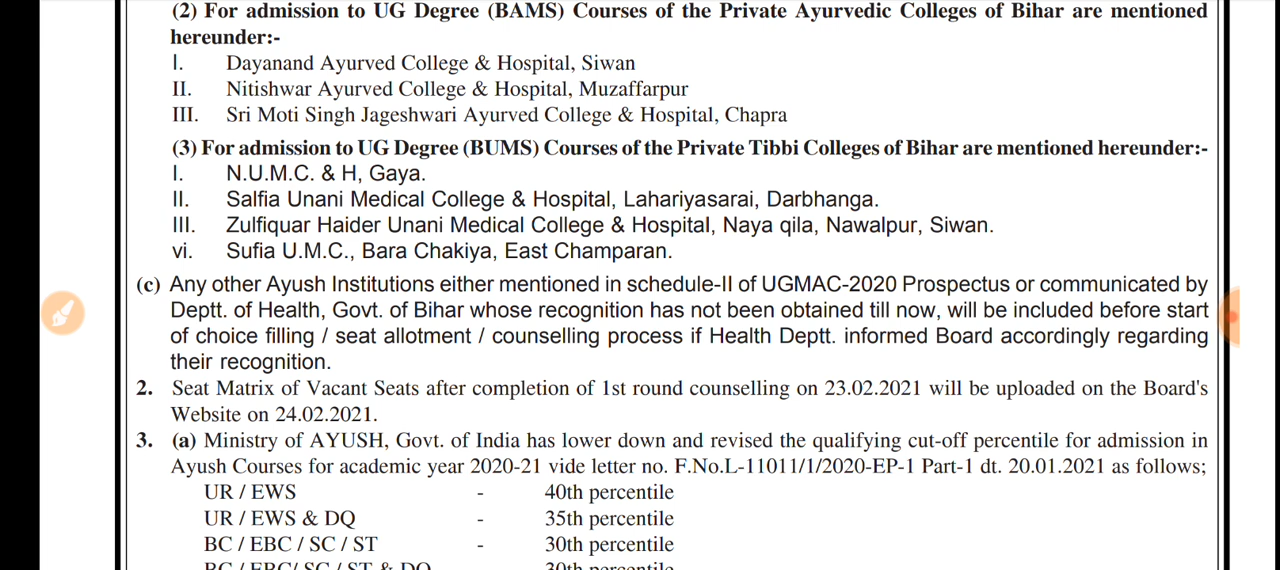 (2) For admission to UG Degree (BAMS) Courses of the Private Ayurvedic Colleges of Bihar are mentioned
hereunder:-
I. Dayanand Ayurved College & Hospital, Siwan
II. Nitishwar Ayurved College & Hospital, Muzaffarpur
III. Sri Moti Singh Jageshwari Ayurved College & Hospital, Chapra
(3) For admission to UG Degree (BUMS) Courses of the Private Tibbi Colleges of Bihar are mentioned hereunder:-
I. N.U.M.C. & H, Gaya.
II. Salfia Unani Medical College & Hospital, Lahariyasarai, Darbhanga.
III. Zulfiquar Haider Unani Medical College & Hospital, Naya qila, Nawalpur, Siwan.
vi. Sufia U.M.C., Bara Chakiya, East Champaran.
(c) Any other Ayush Institutions either mentioned in schedule-II of UGMAC-2020 Prospectus or communicated by
Deptt. of Health, Govt. of Bihar whose recognition has not been obtained till now, will be included before start
of choice filling / seat allotment / counselling process if Health Deptt. informed Board accordingly regarding
their recognition.
2. Seat Matrix of Vacant Seats after completion of 1st round counselling on 23.02.2021 will be uploaded on the Board's
Website on 24.02.2021.
3. (a) Ministry of AYUSH, Govt. of India has lower down and revised the qualifying cut-off percentile for admission in
Ayush Courses for academic year 2020-21 vide letter no. F.No.L-11011/1/2020-EP-1 Part-1 dt. 20.01.2021 as follows;
UR / EWS - 40th percentile
UR / EWS & DQ - 35th percentile
BC / EBC / SC / ST - 30th percentile
BC / EBC/ SC / ST & DQ 30th percentile